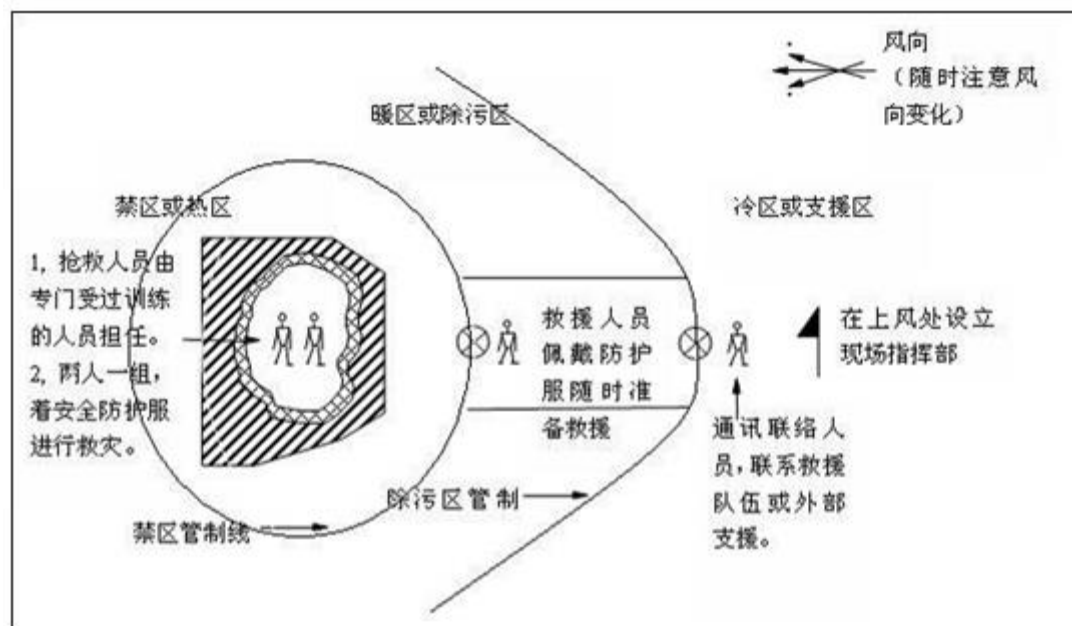 风向
（随时注意风
向变化）
暖区或除污区
禁区或热区
冷区或支援区
1, 抢救人员由
专门受过训练
的人员担任。
2, 两人一组，
着安全防护服
进行救灾。
救援人员
佩戴防护
服随时准
备救援
在上风处设立
现场指挥部
通讯联络人
员，联系救援
队伍或外部
支援。
除污区管制
禁区管制线